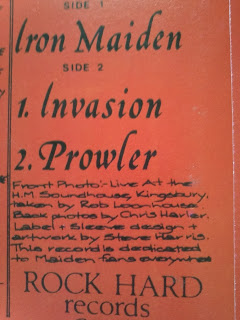 SIDE 1
Iron Maiden
SIDE 2
1. Invasion
2. Prowler
Front Photo:- Live At the
H.M. Soundhouse, Kingsbury,
taken by Rob Loonhouse
Back photos by Chris Harler.
Label + Sleeve design +
artwork by Steve Harris.
This record is dedicated
to Maiden fans everywhere
ROCK HARD
records